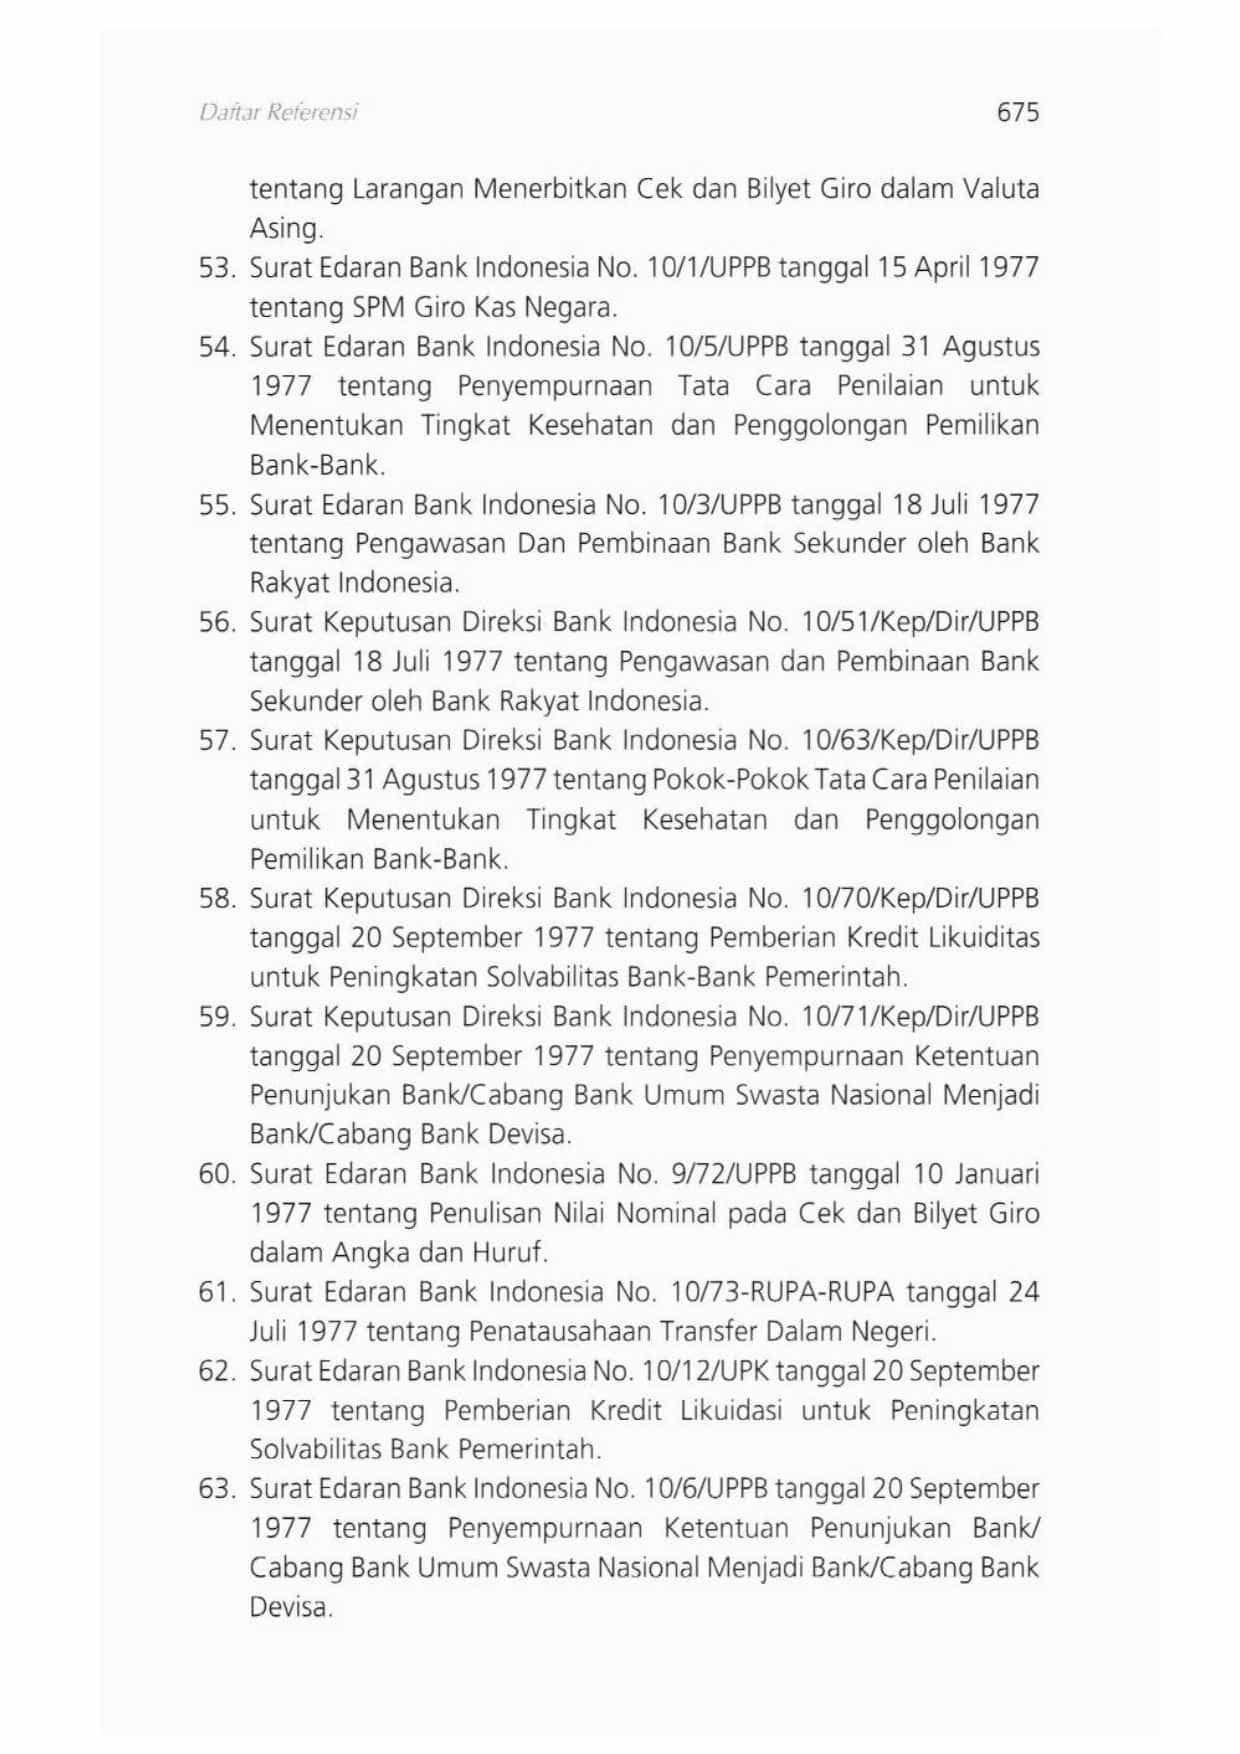 Daftar Referensi 675
tentang Larangan Menerbitkan Cek dan Bilyet Giro dalam Valuta
Asing.
53. Surat Edaran Bank Indonesia No. 10/1/UPPB tanggal 15 April 1977
tentang SPM Giro Kas Negara.
54. Surat Edaran Bank Indonesia No. 10/5/UPPB tanggal 31 Agustus
1977 tentang Penyempurnaan Tata Cara Penilaian untuk
Menentukan Tingkat Kesehatan dan Penggolongan Pemilikan
Bank-Bank.
55. Surat Edaran Bank Indonesia No. 10/3/UPPB tanggal 18 Juli 1977
tentang Pengawasan Dan Pembinaan Bank Sekunder oleh Bank
Rakyat Indonesia.
56. Surat Keputusan Direksi Bank Indonesia No. 10/51/Kep/Dir/UPPB
tanggal 18 Juli 1977 tentang Pengawasan dan Pembinaan Bank
Sekunder oleh Bank Rakyat Indonesia.
57. Surat Keputusan Direksi Bank Indonesia No. 10/63/Kep/Dir/UPPB
tanggal 31 Agustus 1977 tentang Pokok-Pokok Tata Cara Penilaian
untuk Menentukan Tingkat Kesehatan dan Penggolongan
Pemilikan Bank-Bank.
58. Surat Keputusan Direksi Bank Indonesia No. 10/70/Kep/Dir/UPPB
tanggal 20 September 1977 tentang Pemberian Kredit Likuiditas
untuk Peningkatan Solvabilitas Bank-Bank Pemerintah.
59. Surat Keputusan Direksi Bank Indonesia No. 10/71/Kep/Dir/UPPB
tanggal 20 September 1977 tentang Penyempurnaan Ketentuan
Penunjukan Bank/Cabang Bank Umum Swasta Nasional Menjadi
Bank/Cabang Bank Devisa.
60. Surat Edaran Bank Indonesia No. 9/72/UPPB tanggal 10 Januari
1977 tentang Penulisan Nilai Nominal pada Cek dan Bilyet Giro
dalam Angka dan Huruf.
61. Surat Edaran Bank Indonesia No. 10/73-RUPA-RUPA tanggal 24
Juli 1977 tentang Penatausahaan Transfer Dalam Negeri.
62. Surat Edaran Bank Indonesia No. 10/12/UPK tanggal 20 September
1977 tentang Pemberian Kredit Likuidasi untuk Peningkatan
Solvabilitas Bank Pemerintah.
63. Surat Edaran Bank Indonesia No. 10/6/UPPB tanggal 20 September
1977 tentang Penyempurnaan Ketentuan Penunjukan Bank/
Cabang Bank Umum Swasta Nasional Menjadi Bank/Cabang Bank
Devisa.